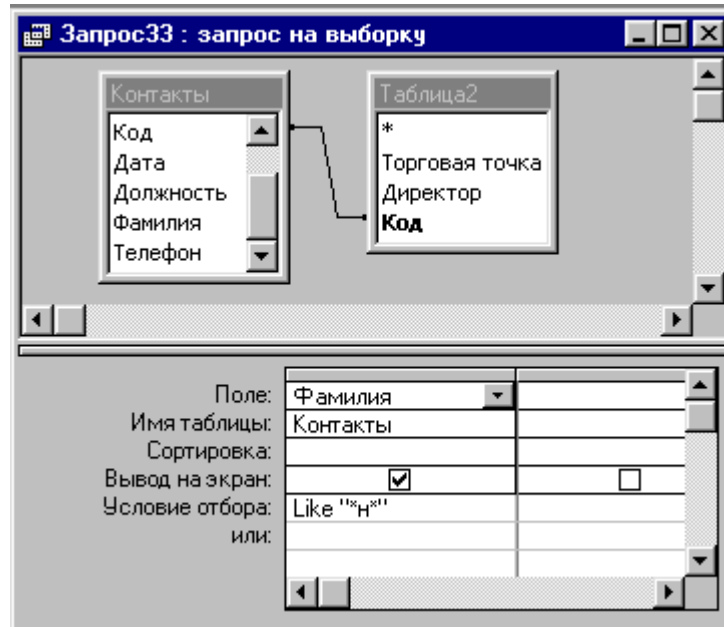 Запрос33 : запрос на выборку
Контакты
Код
Дата
Должность
Фамилия
Телефон
Таблица2
*
Торговая точка
Директор
Код
Поле: Фамилия
Имя таблицы: Контакты
Сортировка:
Вывод на экран:
Условие отбора: Like "*н*"
или: